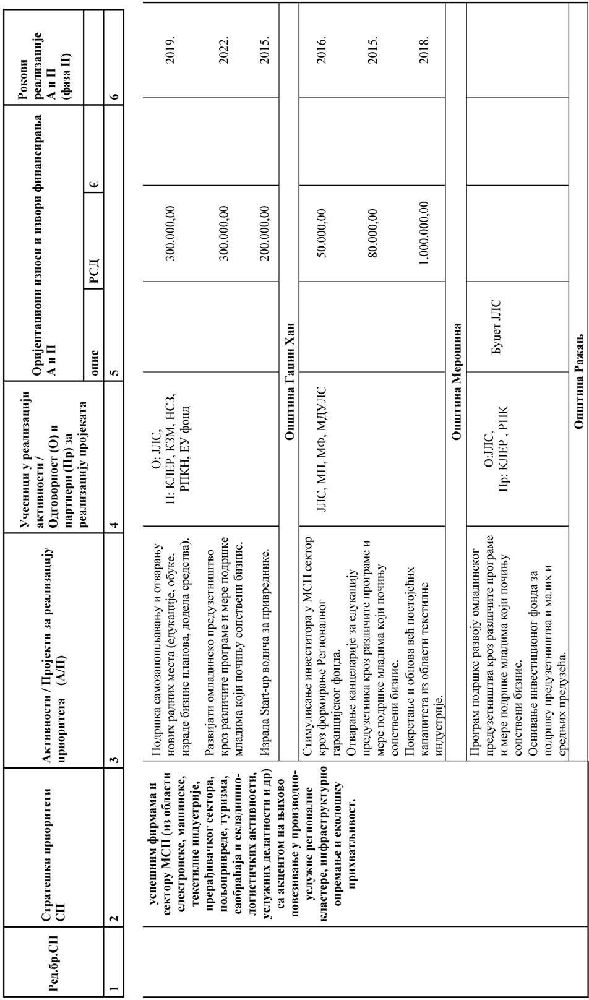 Ред.бр.СП
Стратешки приоритети
СП
Активности / Пројекти за реализацију
приоритета (А/П)
Учесници у реализацији
активности /
Одговорност (О) и
партнери (Пр) за
реализацију пројеката
Оријентациони износи и извори финансирања
А и П
опис
РСД
€
Рокови
реализације
А и П
(фаза II)
1
2
3
4
5
6
успешним фирмама и
сектору МСП (из области
електронске, машинске,
текстилне индустрије,
прерађивачког сектора,
пољопривреде, туризма,
саобраћаја и складишно-
логистичких активности,
услужних делатности и др)
са акцентом на њихово
повезивање у производно-
услужне регионалне
кластере, инфраструктурно
опремање и еколошку
прихватљивост.
Подршка самозапошљавању и отварању
нових радних места (едукације, обуке,
израде бизнис планова, додела средства).
О: ЈЛС,
П: КЛЕР, КЗМ, НСЗ,
РПКН, ЕУ фонд
300.000,00
2019.
Развијати омладинско предузетништво
кроз различите програме и мере подршке
младима који почињу сопствени бизнис.
300.000,00
2022.
Израда Start-up водича за привреднике.
200.000,00
2015.
Општина Гаџин Хан
Стимулисање инвеститора у МСП сектор
кроз формирање Регионалног
гаранцијског фонда.
ЈЛС, МП, МФ, МДУЛС
50.000,00
2016.
Отварање канцеларије за едукацију
предузетника кроз различите програме и
мере подршке младима који почињу
сопствени бизнис.
80.000,00
2015.
Покретање и обнова већ постојећих
капацитета из области текстилне
индустрије.
1.000.000,00
2018.
Општина Мерошина
Програм подршке развоју омладинског
предузетништва кроз различите програме
и мере подршке младима који почињу
сопствени бизнис.
О:ЈЛС,
Пр: КЛЕР , РПК
Буџет ЈЛС
Оснивање инвестиционог фонда за
подршку предузетништва и малих и
средњих предузећа.
Општина Ражањ